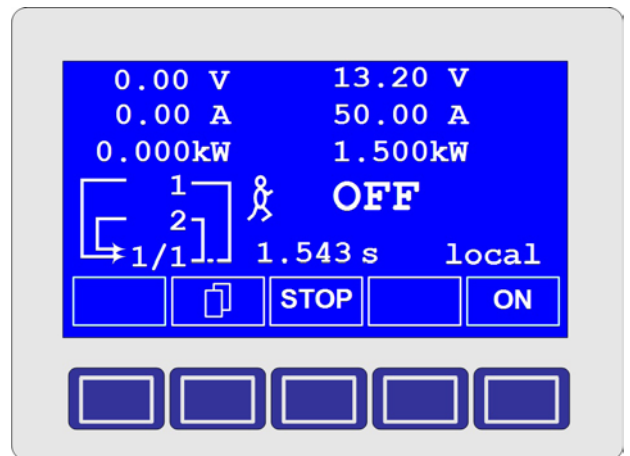 0.00 V 13.20 V
0.00 A 50.00 A
0.000kW 1.500kW
1 OFF
2
1/1 1.543 s local
STOP ON